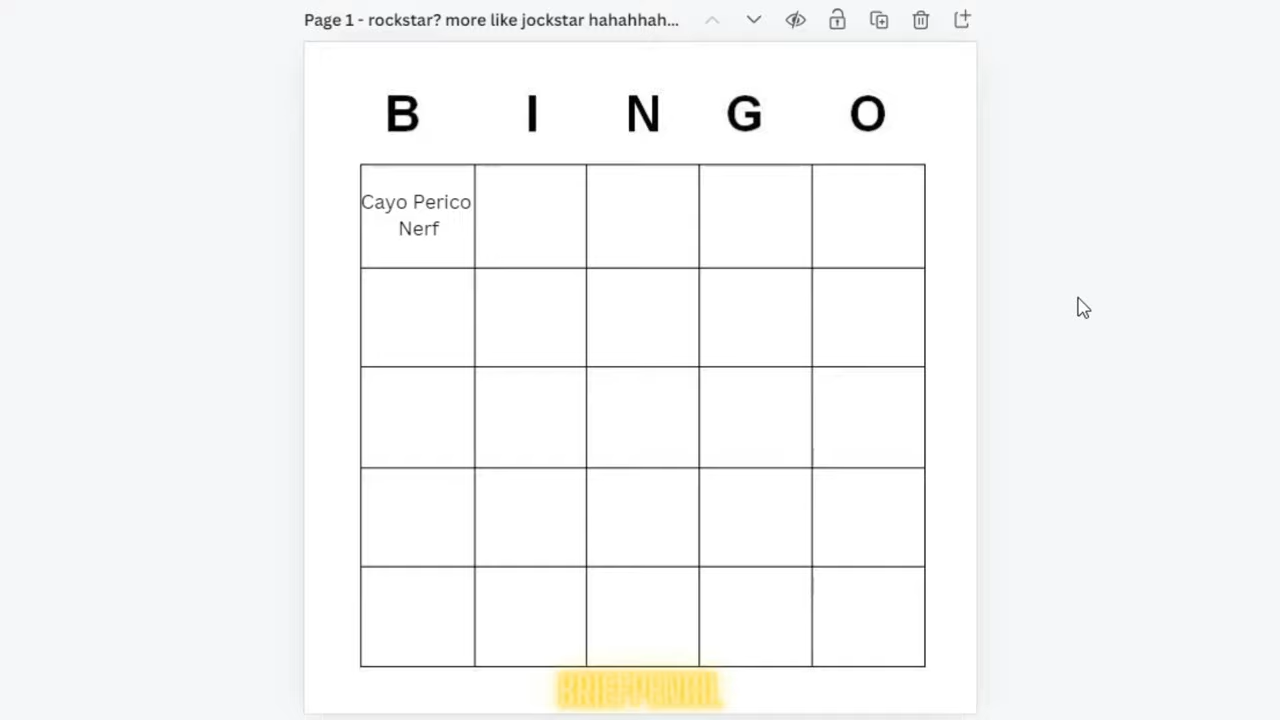 Page 1 - rockstar? more like jockstar hahahhah...
B I N G O
Cayo Perico
Nerf